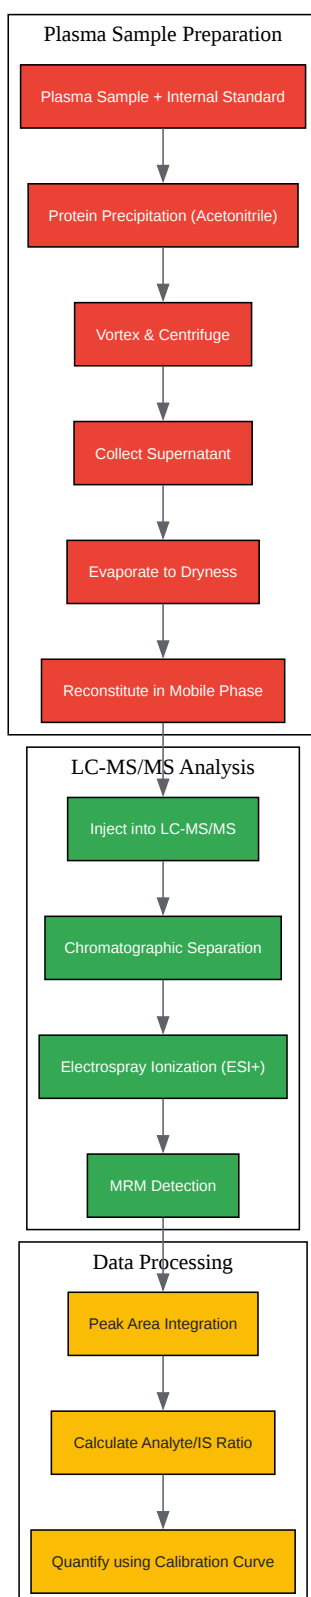 Plasma Sample Preparation
Plasma Sample + Internal Standard
Protein Precipitation (Acetonitrile)
Vortex & Centrifuge
Collect Supernatant
Evaporate to Dryness
Reconstitute in Mobile Phase
LC-MS/MS Analysis
Inject into LC-MS/MS
Chromatographic Separation
Electrospray Ionization (ESI+)
MRM Detection
Data Processing
Peak Area Integration
Calculate Analyte/IS Ratio
Quantify using Calibration Curve